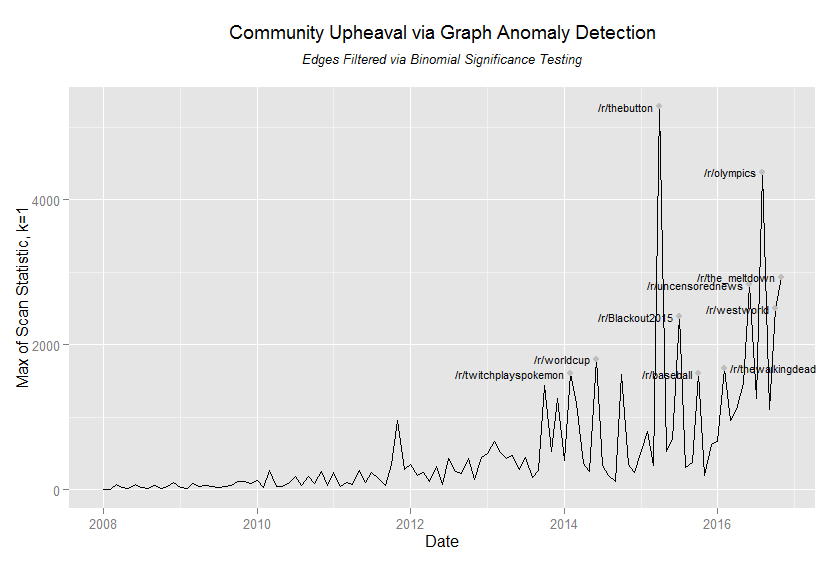 Community Upheaval via Graph Anomaly Detection
Edges Filtered via Binomial Significance Testing
/r/thebutton
/r/olympics
/r/the_meltdown
/r/uncensorednews
/r/westworld
/r/Blackout2015
/r/worldcup
/r/twitchplayspokemon
/r/baseball
/r/thewalkingdead
Max of Scan Statistic, k=1
4000
2000
0
2008
2010
2012
2014
2016
Date